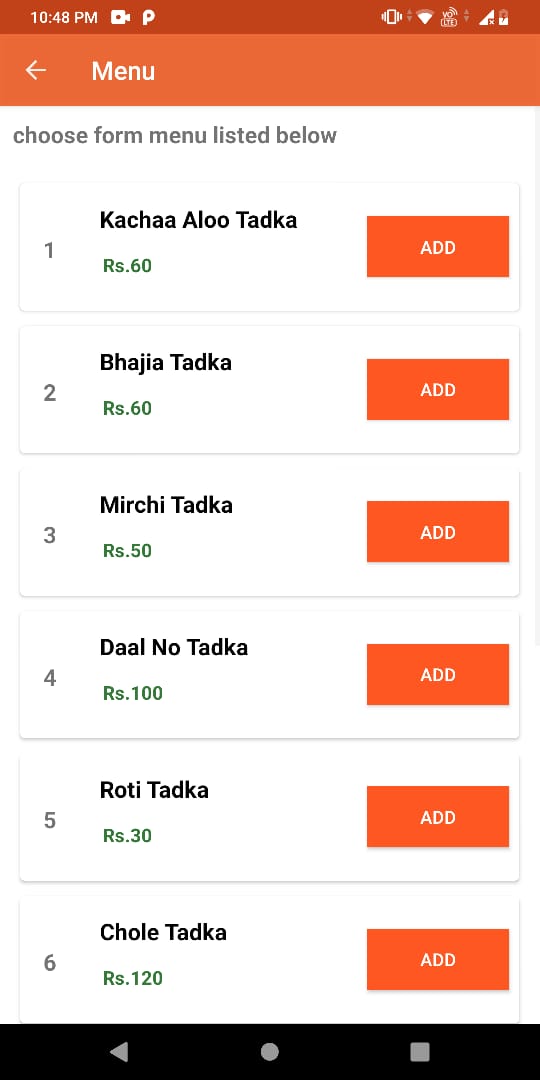 10:48 PM
Menu
choose form menu listed below
1
Kachaa Aloo Tadka
Rs.60
ADD
2
Bhajia Tadka
Rs.60
ADD
3
Mirchi Tadka
Rs.50
ADD
4
Daal No Tadka
Rs.100
ADD
5
Roti Tadka
Rs.30
ADD
6
Chole Tadka
Rs.120
ADD